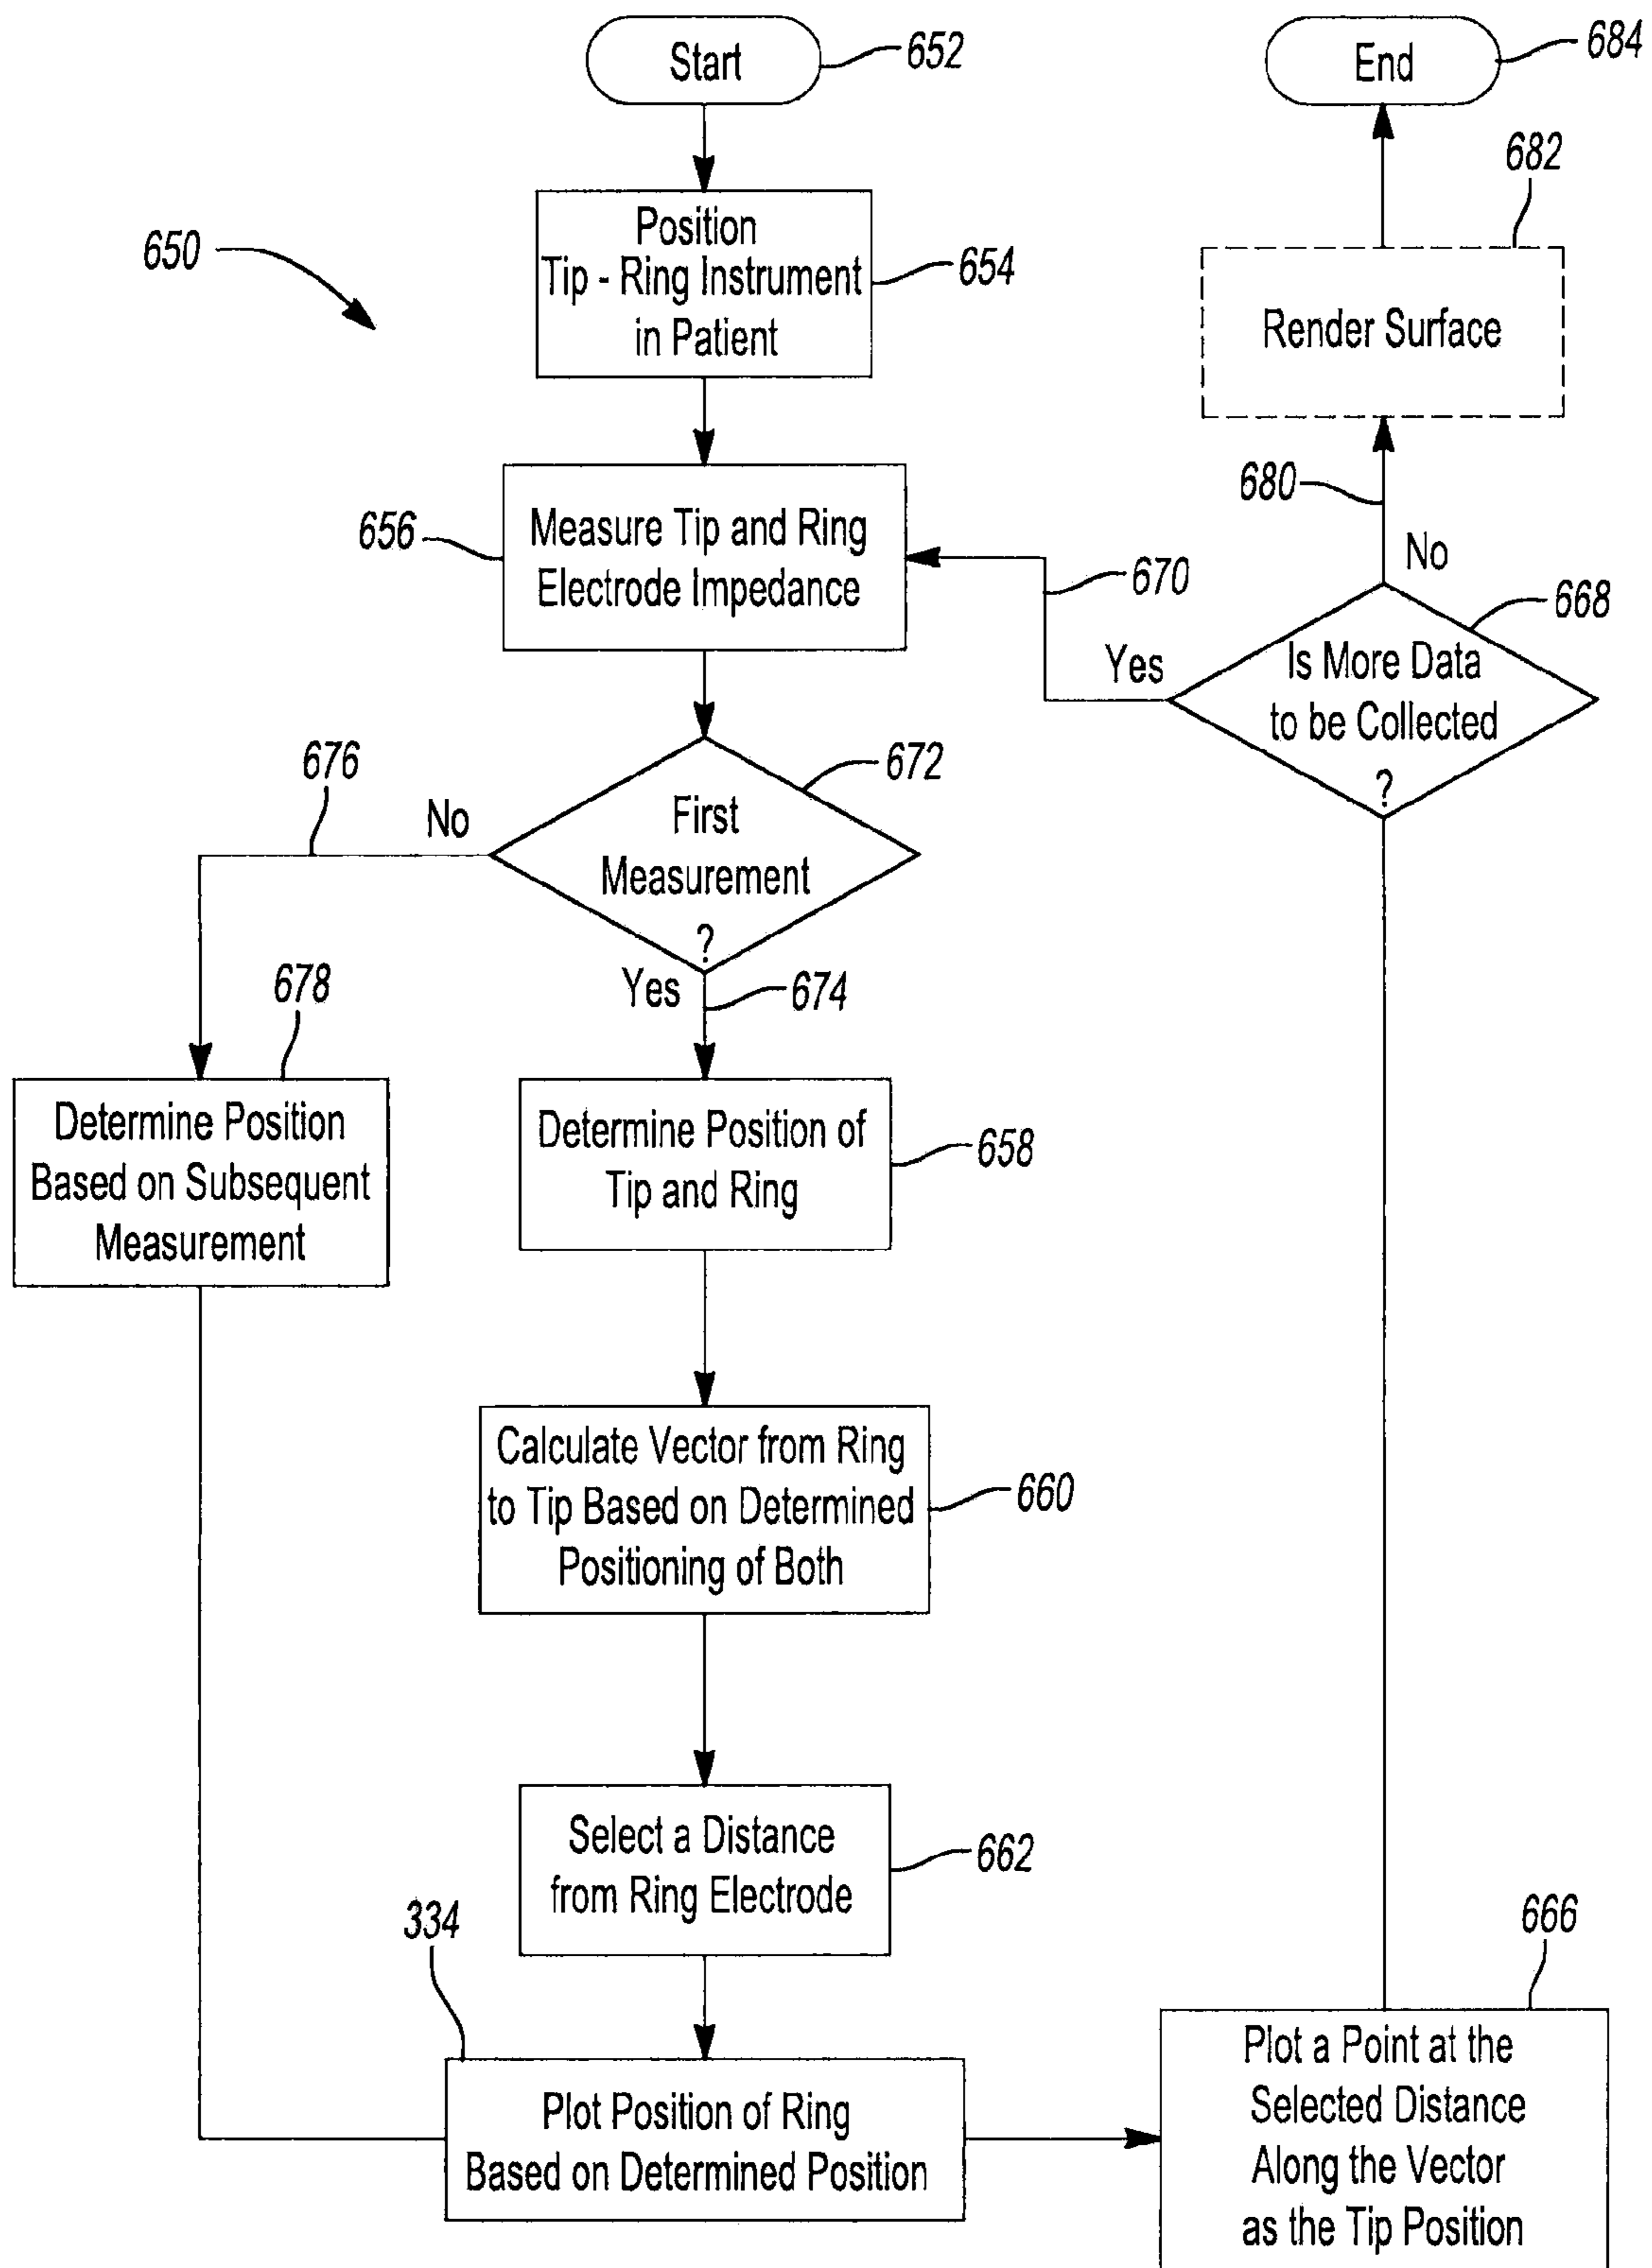 Start
652
End
684
650
Position
Tip - Ring Instrument
in Patient
654
682
Render Surface
656
Measure Tip and Ring
Electrode Impedance
670
680
No
668
Yes
Is More Data
to be Collected
?
676
No
672
First
Measurement
?
Yes
674
678
Determine Position
Based on Subsequent
Measurement
Determine Position of
Tip and Ring
658
Calculate Vector from Ring
to Tip Based on Determined
Positioning of Both
660
Select a Distance
from Ring Electrode
662
334
Plot Position of Ring
Based on Determined Position
666
Plot a Point at the
Selected Distance
Along the Vector
as the Tip Position